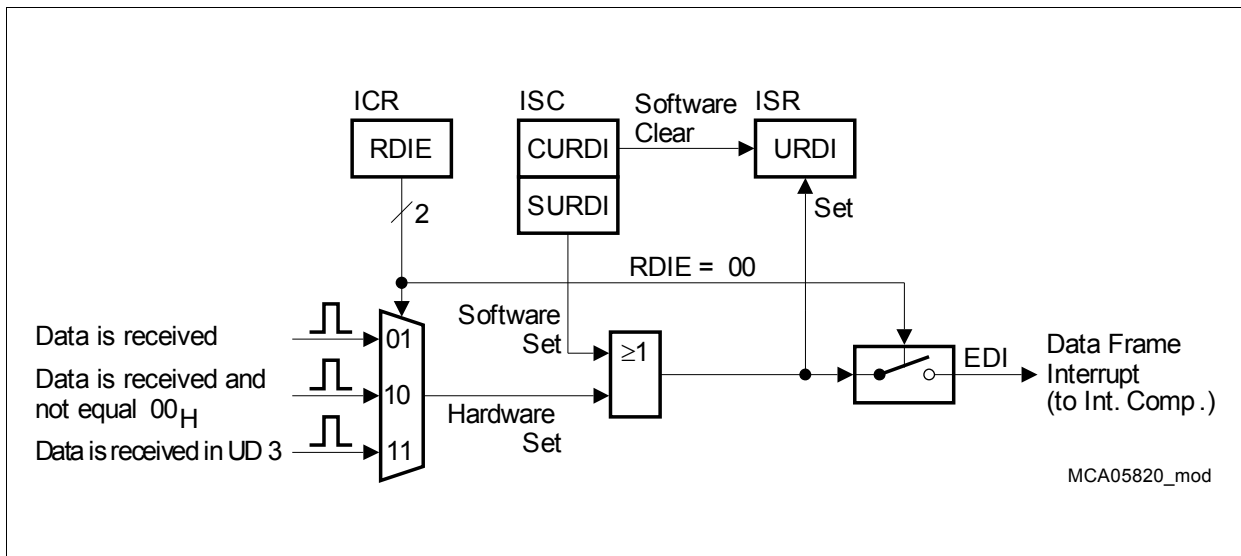 ICR
ISC
Software
Clear
ISR
RDIE
CURDI
URDI
SURDI
2
Set
RDIE = 00
Software
Set
Data is received
01
≥1
EDI
Data Frame
Interrupt
(to Int. Comp.)
Data is received and
not equal 00H
10
Hardware
Set
Data is received in UD 3
11
MCA05820_mod